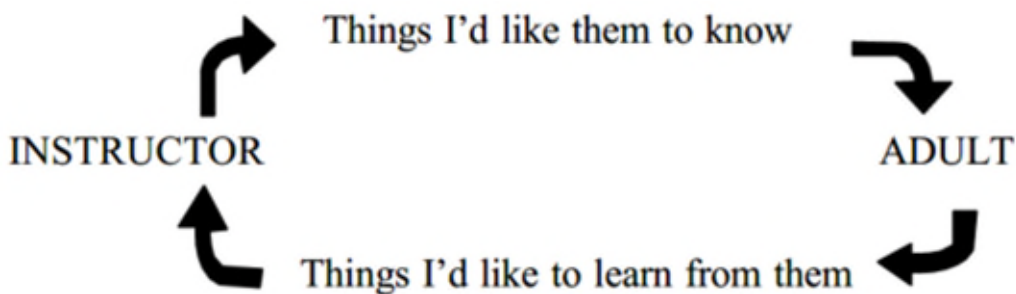 Things I'd like them to know
INSTRUCTOR
ADULT
Things I'd like to learn from them